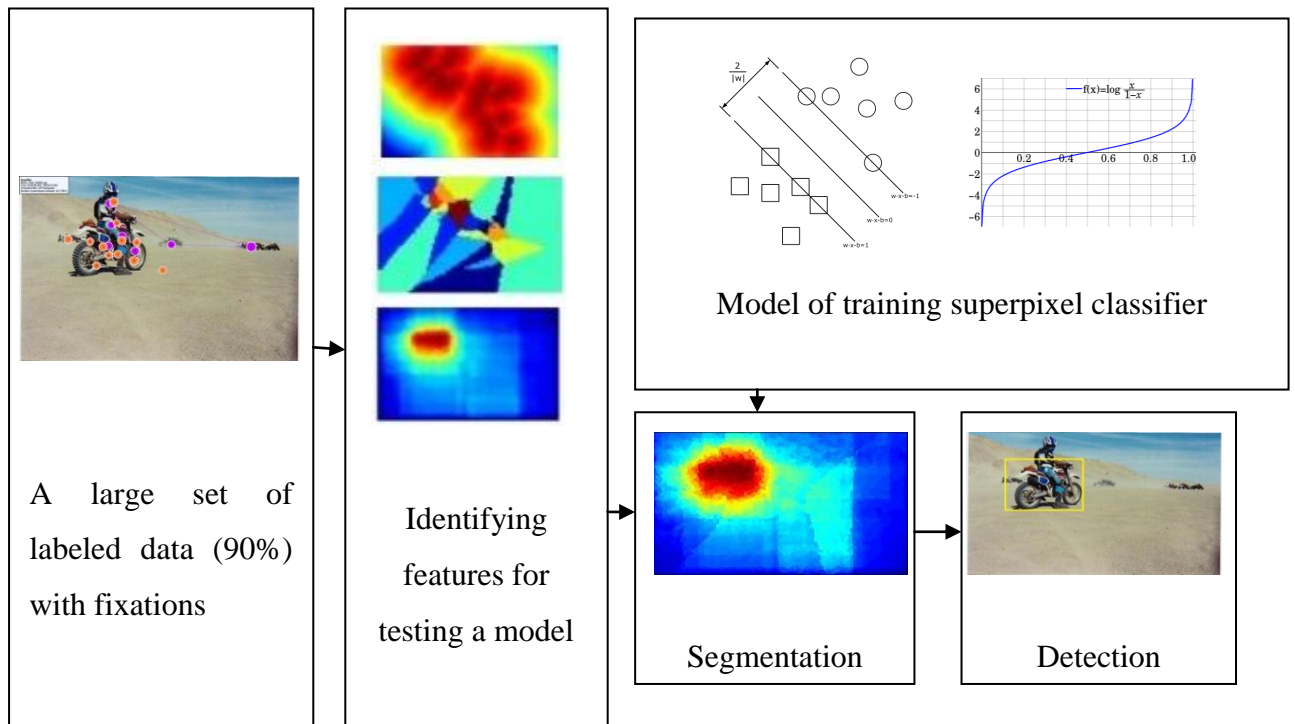 A large set of
labeled data (90%)
with fixations
Identifying
features for
testing a model
2
|w|
w·x-b=-1
w·x-b=0
w·x-b=1
f(x)=log x
1−x
6
4
2
0
−2
−4
−6
0.2
0.4
0.6
0.8
1.0
Model of training superpixel classifier
Segmentation
Detection